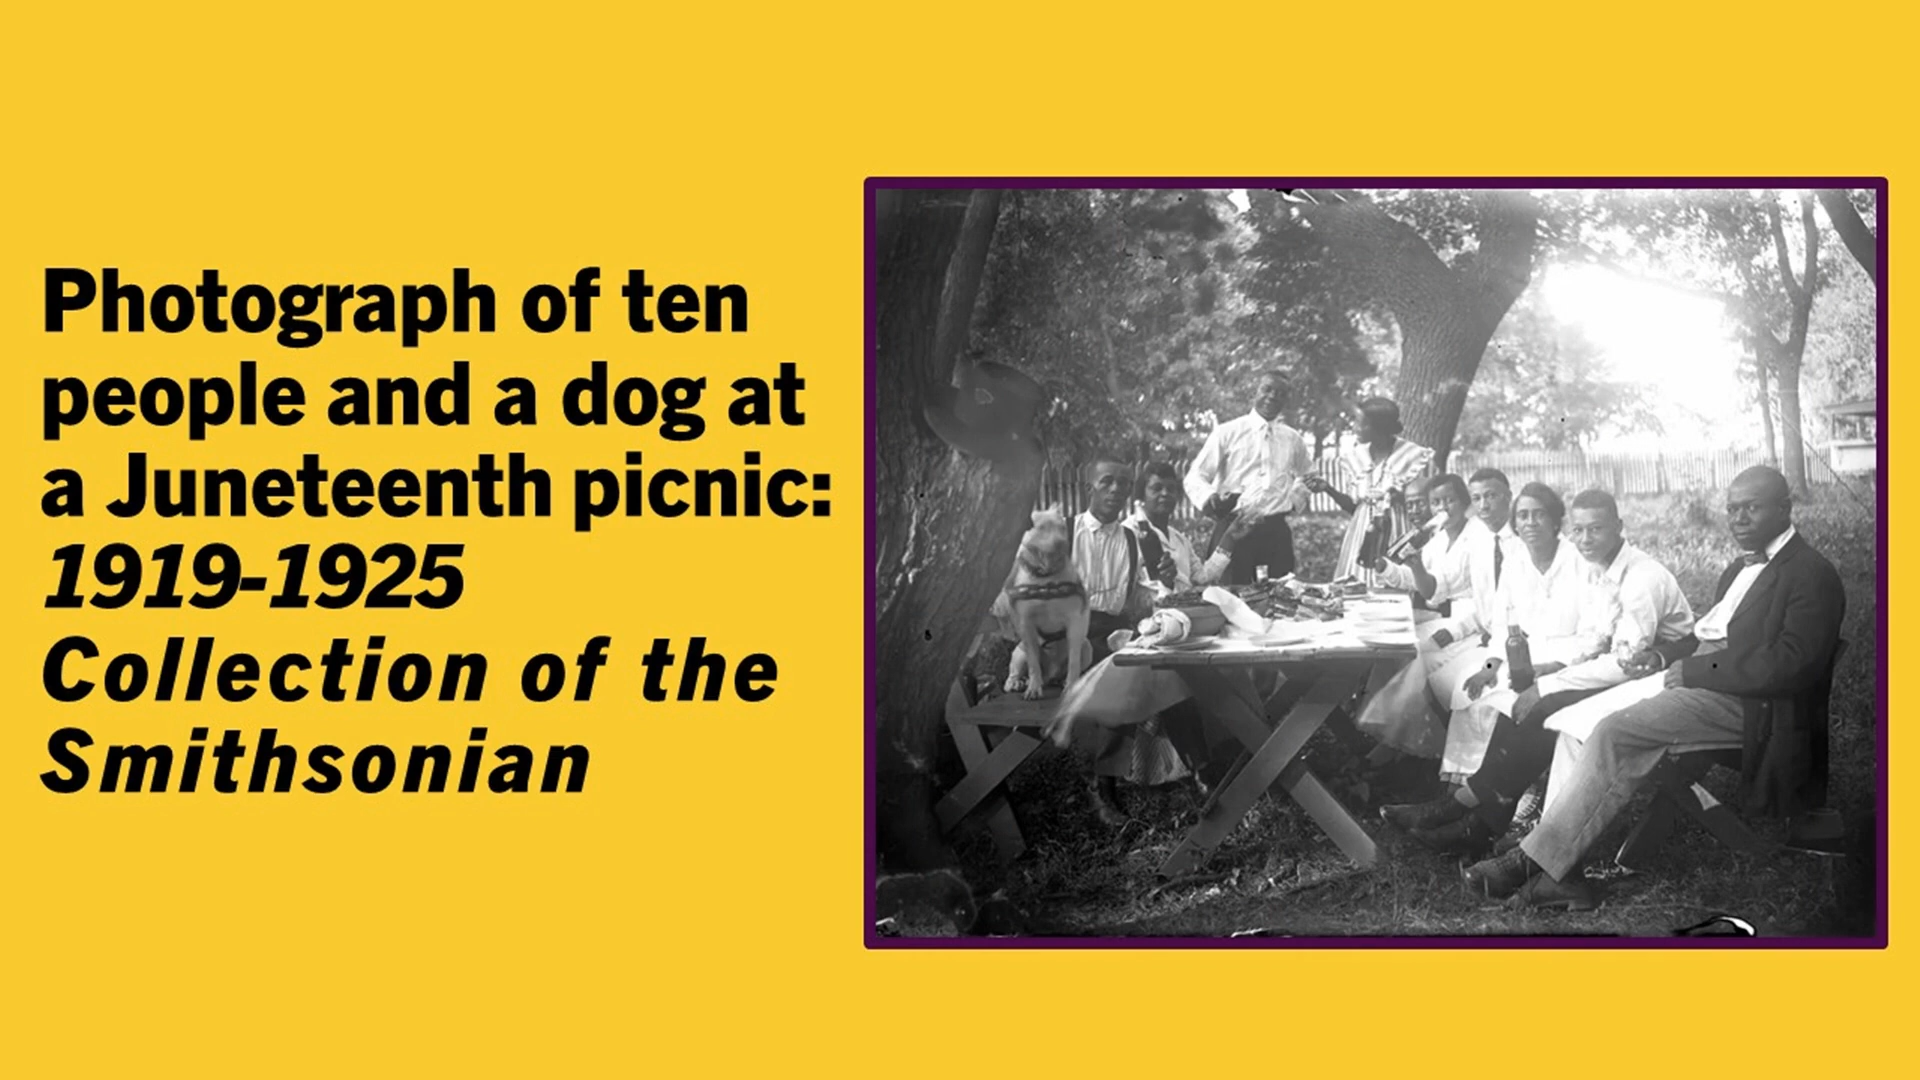 Photograph of ten
people and a dog at
a Juneteenth picnic:
1919-1925
Collection of the
Smithsonian